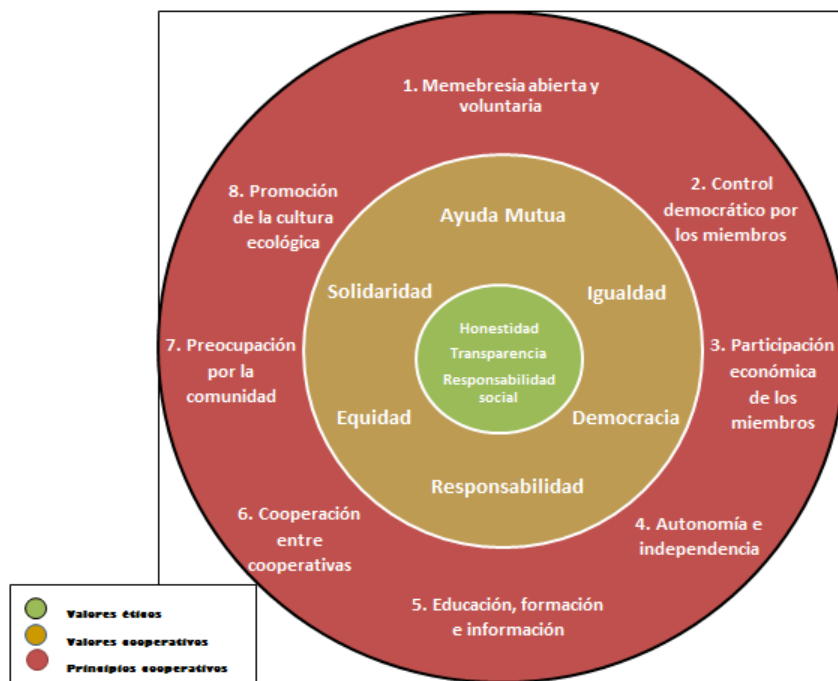 1. Memebresia abierta y
voluntaria
2. Control
democrático por
los miembros
3. Participación
económica
de los
miembros
4. Autonomía e
independencia
5. Educación, formación
e información
6. Cooperación
entre
cooperativas
7. Preocupación
por la
comunidad
8. Promoción
de la cultura
ecológica
Ayuda Mutua
Igualdad
Democracia
Responsabilidad
Equidad
Solidaridad
Honestidad
Transparencia
Responsabilidad
social
Valores éticos
Valores cooperativos
Principios cooperativos